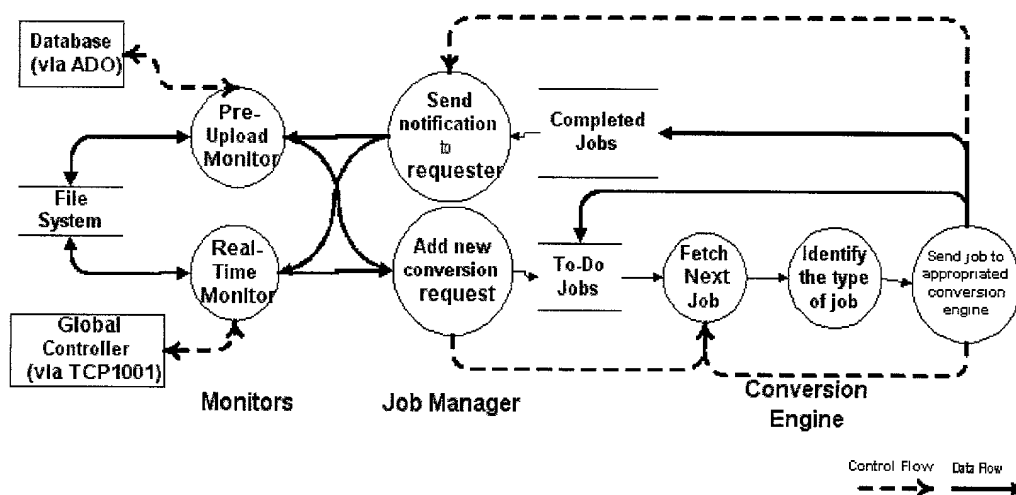 Database
(via ADO)
Pre-
Upload
Monitor
Send
notification
to
requester
Completed
Jobs
File
System
Real-
Time
Monitor
Add new
conversion
request
To-Do
Jobs
Fetch
Next
Job
Identify
the type
of job
Send job to
appropriated
conversion
engine
Global
Controller
(via TCP1001)
Monitors
Job Manager
Conversion
Engine
Control Flow
Data Flow